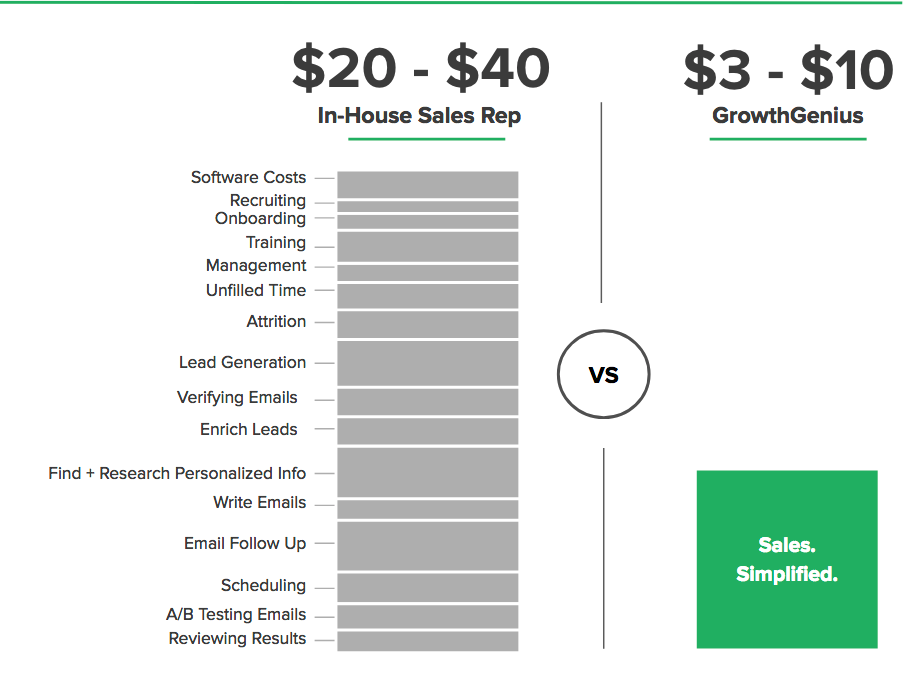 $20 - $40
In-House Sales Rep
$3 - $10
GrowthGenius
Software Costs
Recruiting
Onboarding
Training
Management
Unfilled Time
Attrition
Lead Generation
Verifying Emails
Enrich Leads
Find + Research Personalized Info
Write Emails
Email Follow Up
Scheduling
A/B Testing Emails
Reviewing Results
VS
Sales.
Simplified.